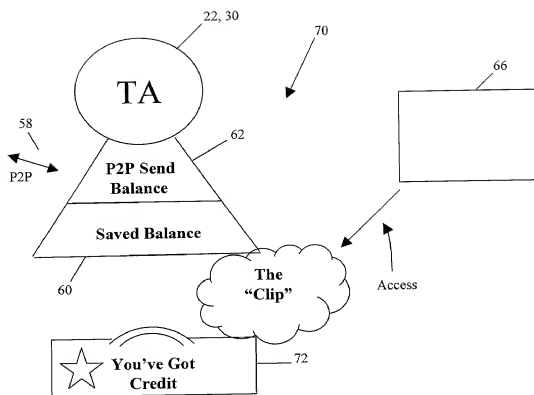 22, 30
70
66
TA
58
62
P2P
P2P Send
Balance
Saved Balance
The
“Clip”
60
Access
You’ve Got
Credit
72